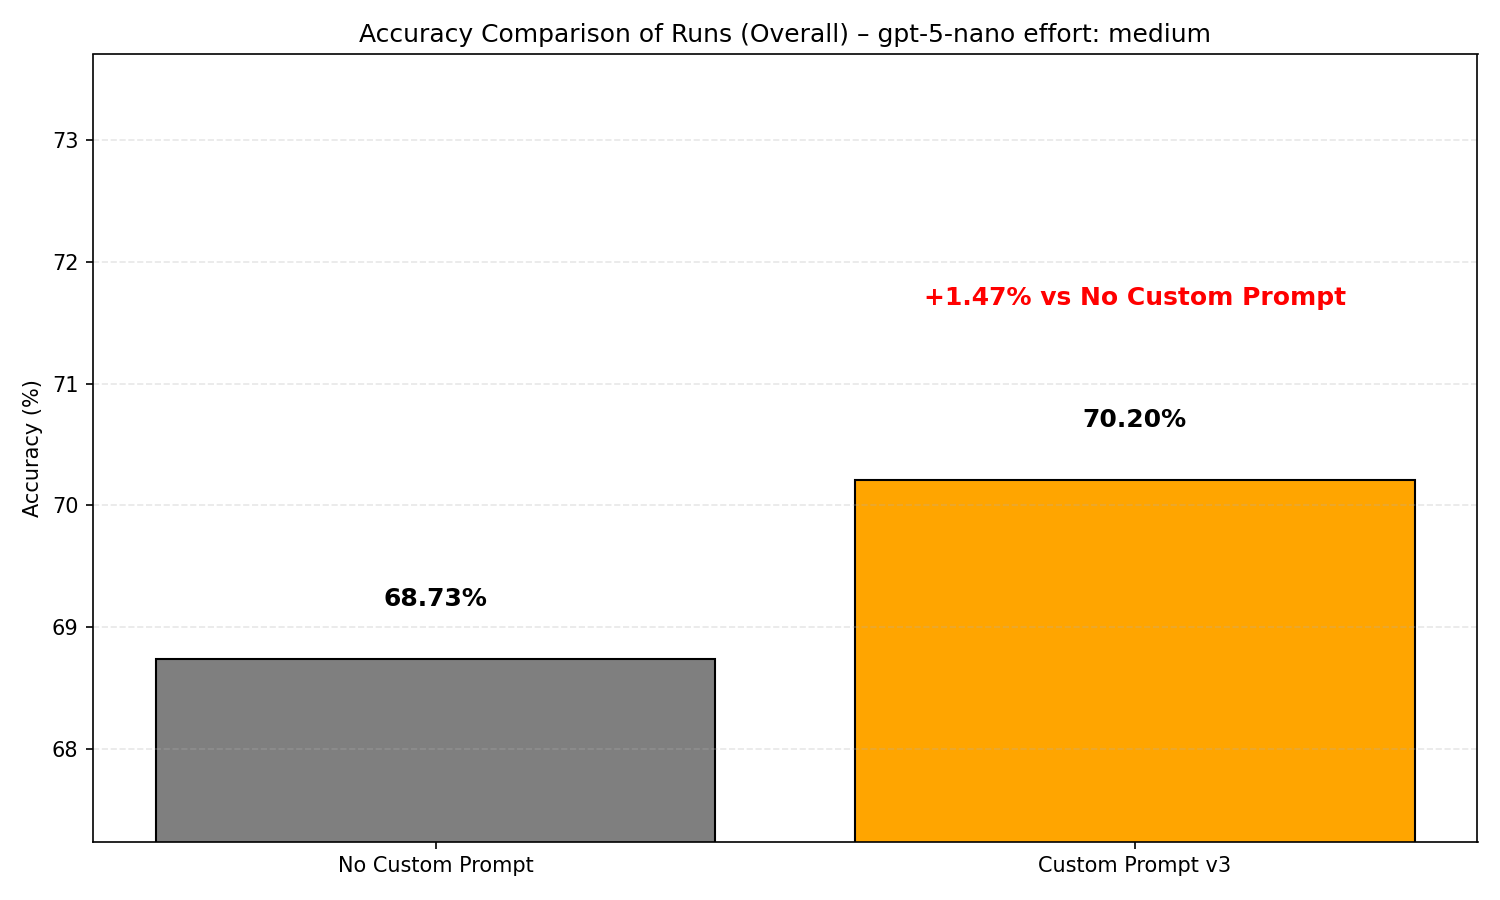 Accuracy Comparison of Runs (Overall) – gpt-5-nano effort: medium
Accuracy (%)
73
72
71
70
69
68
+1.47% vs No Custom Prompt
70.20%
68.73%
No Custom Prompt
Custom Prompt v3